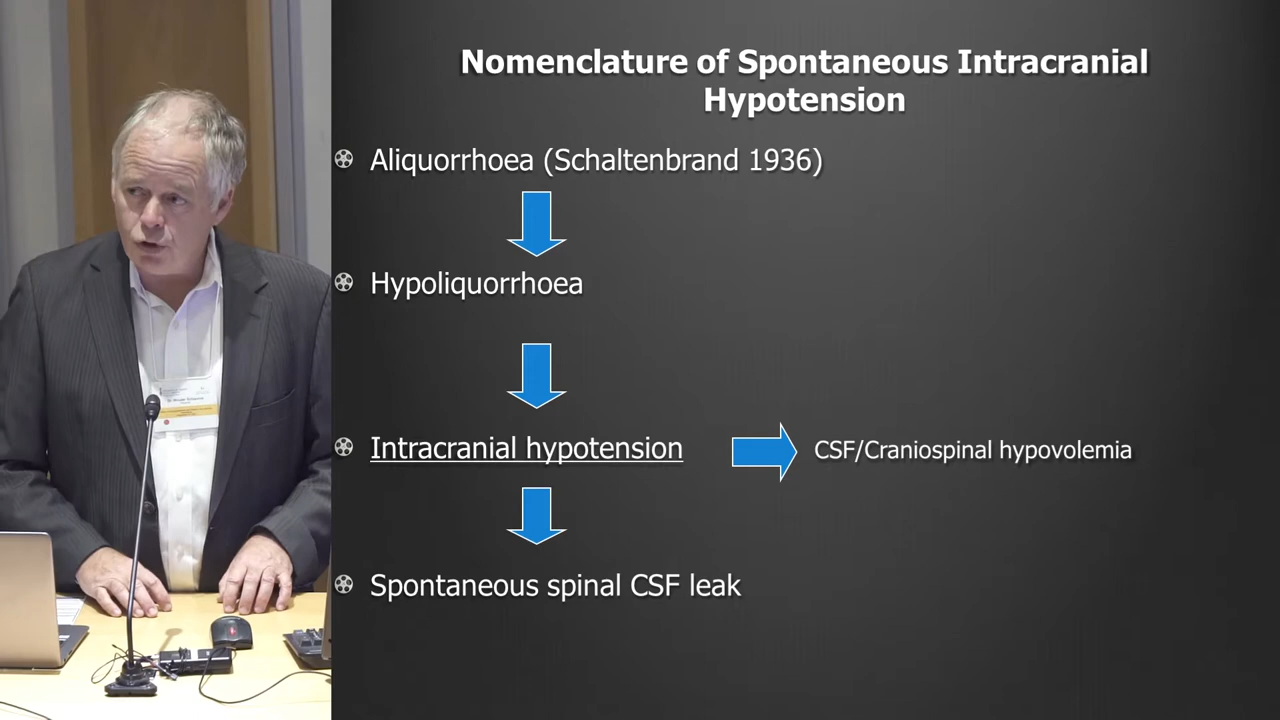 Nomenclature of Spontaneous Intracranial
Hypotension
Aliquorrhoea (Schaltenbrand 1936)
Hypoliquorrhoea
Intracranial hypotension
CSF/Craniospinal hypovolemia
Spontaneous spinal CSF leak